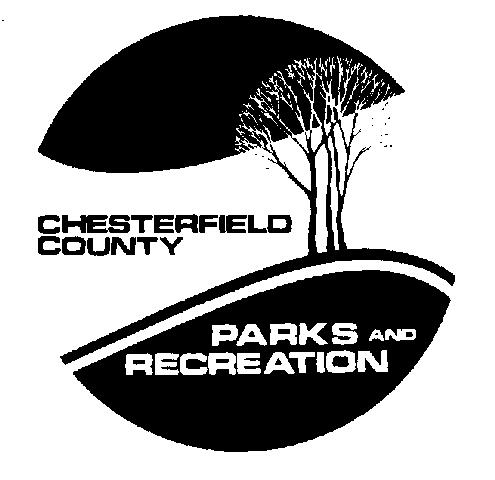 CHESTERFIELD
COUNTY
PARKS AND
RECREATION